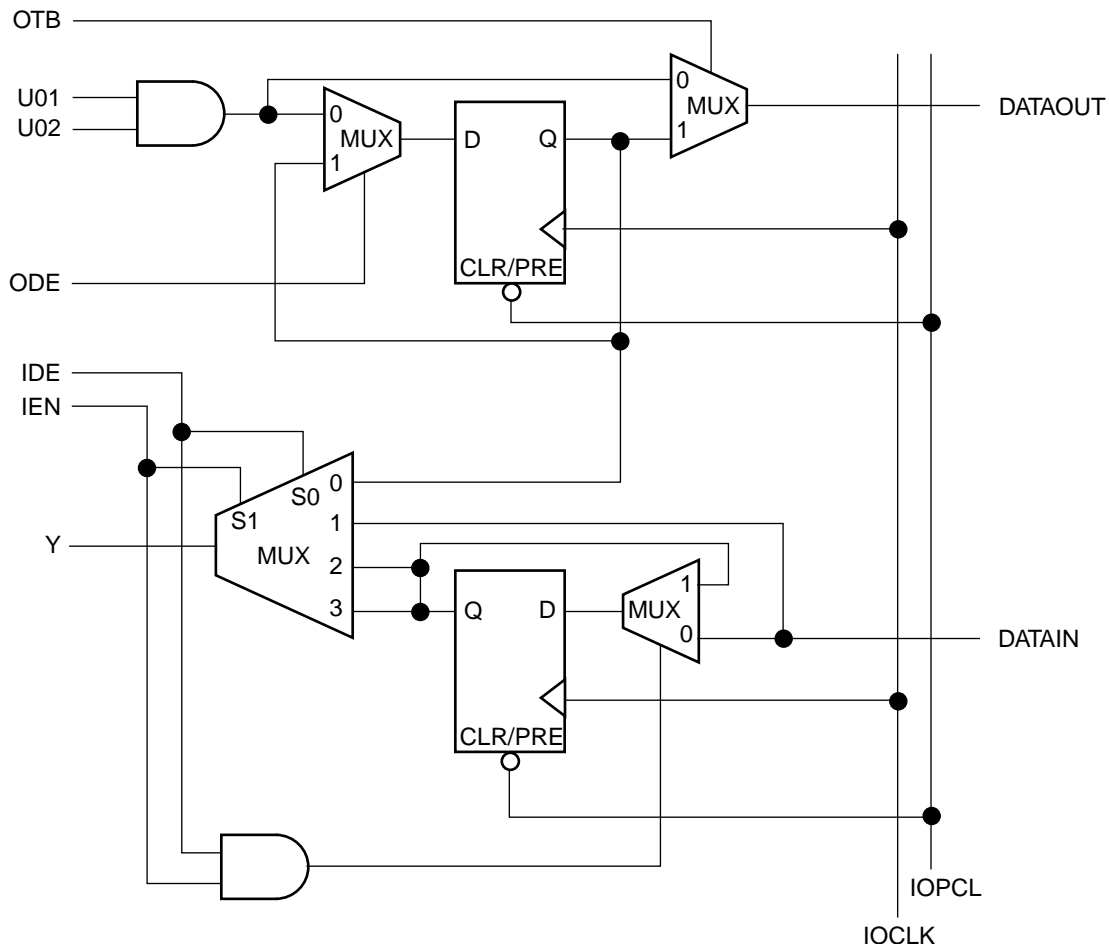 OTB
U01
U02
0
MUX
1
D
Q
0
MUX
1
DATAOUT
CLR/PRE
ODE
IDE
IEN
S0
S1
Y
MUX
0
1
2
3
Q
D
MUX
1
0
DATAIN
CLR/PRE
IOPCL
IOCLK